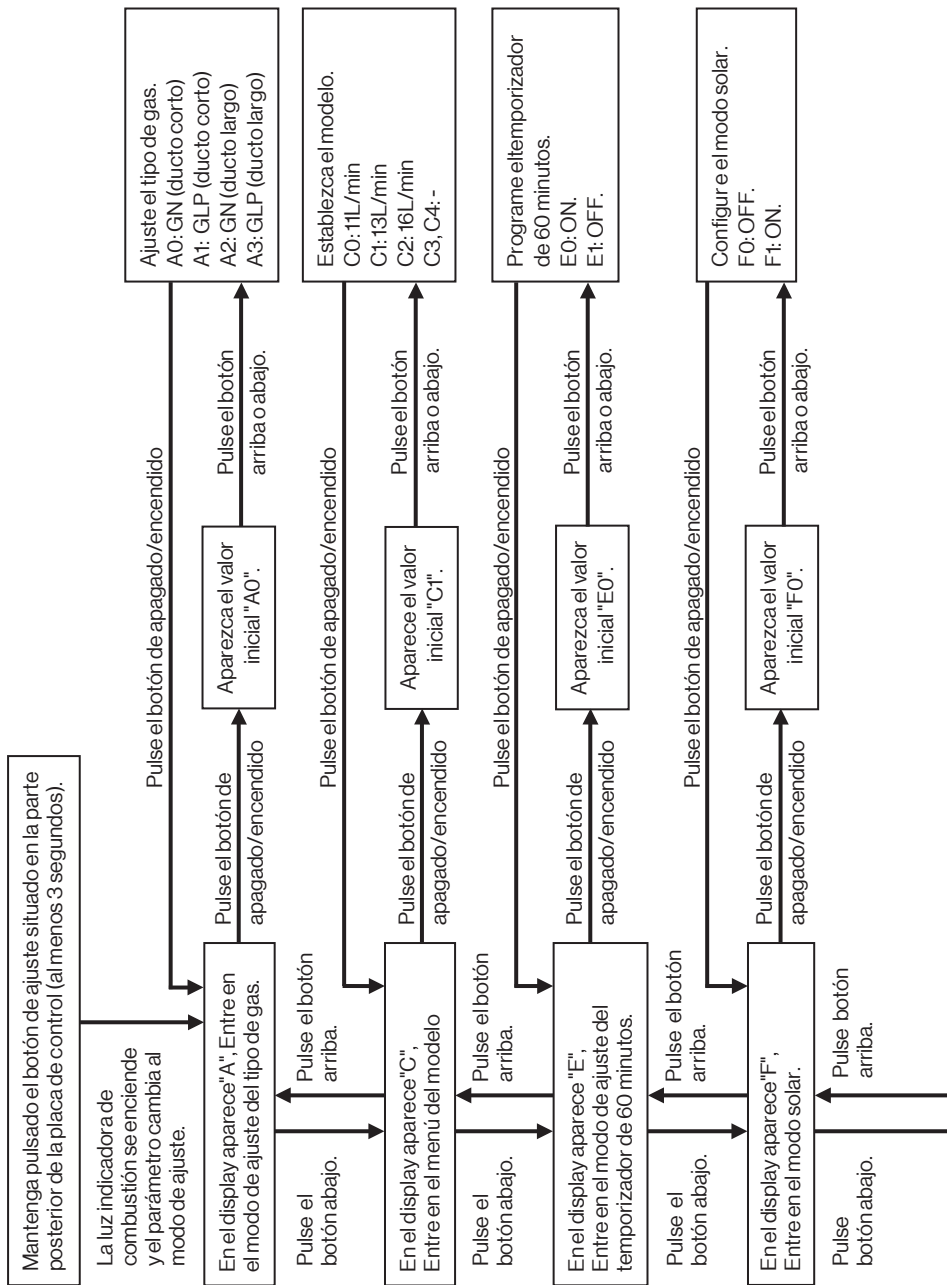 Mantenga pulsado el botón de ajuste situado en la parte
posterior de la placa de control (al menos 3 segundos).
La luz indicadora de
combustión se enciende
y el parámetro cambia al
modo de ajuste.
En el display aparece "A", Entre en
el modo de ajuste del tipo de gas.
Pulse el botón de
apagado/encendido
Aparezca el valor
inicial "A0".
Pulse el botón
arriba o abajo.
Ajuste el tipo de gas.
A0: GN (ducto corto)
A1: GLP (ducto corto)
A2: GN (ducto largo)
A3: GLP (ducto largo)
Pulse el botón de apagado/encendido
Pulse el
botón abajo.
Pulse el botón
arriba.
En el display aparece "C",
Entre en el menú del modelo
Pulse el botón de
apagado/encendido
Aparece el valor
inicial "C1".
Pulse el botón
arriba o abajo.
Establezca el modelo.
C0: 11L/min
C1: 13L/min
C2: 16L/min
C3, C4: -
Pulse el botón de apagado/encendido
Pulse el
botón abajo.
Pulse el botón
arriba.
En el display aparece "E",
Entre en el modo de ajuste del
temporizador de 60 minutos.
Pulse el botón de
apagado/encendido
Aparezca el valor
inicial "E0".
Pulse el botón
arriba o abajo.
Programe el temporizador
de 60 minutos.
E0: ON.
E1: OFF.
Pulse el botón de apagado/encendido
Pulse el
botón abajo.
Pulse el botón
arriba.
En el display aparece "F",
Entre en el modo solar.
Pulse el botón de
apagado/encendido
Aparezca el valor
inicial "F0".
Pulse el botón
arriba o abajo.
Configur e el modo solar.
F0: OFF.
F1: ON.
Pulse el botón de apagado/encendido
Pulse
botón abajo.
Pulse botón
arriba.